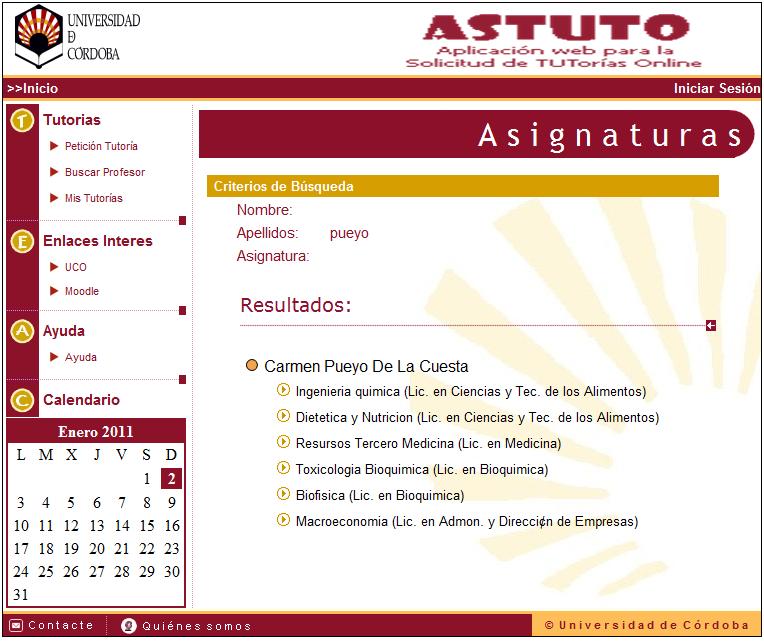 UNIVERSIDAD
Ð
CÓRDOBA
ASTUTO
Aplicación web para la
Solicitud de TUTorías Online
>>Inicio
Iniciar Sesión
T Tutorias
Petición Tutoría
Buscar Profesor
Mis Tutorías
E Enlaces Interes
UCO
Moodle
A Ayuda
Ayuda
C Calendario
Enero 2011
L M X J V S D
1 2
3 4 5 6 7 8 9
10 11 12 13 14 15 16
17 18 19 20 21 22 23
24 25 26 27 28 29 30
31
Asignaturas
Criterios de Búsqueda
Nombre:
Apellidos: pueyo
Asignatura:
Resultados:
Carmen Pueyo De La Cuesta
Ingenieria quimica (Lic. en Ciencias y Tec. de los Alimentos)
Dietetica y Nutricion (Lic. en Ciencias y Tec. de los Alimentos)
Resursos Tercero Medicina (Lic. en Medicina)
Toxicologia Bioquimica (Lic. en Bioquimica)
Biofisica (Lic. en Bioquimica)
Macroeconomia (Lic. en Admon. y Direcci¢n de Empresas)
Contacte
Quiénes somos
© Universidad de Córdoba